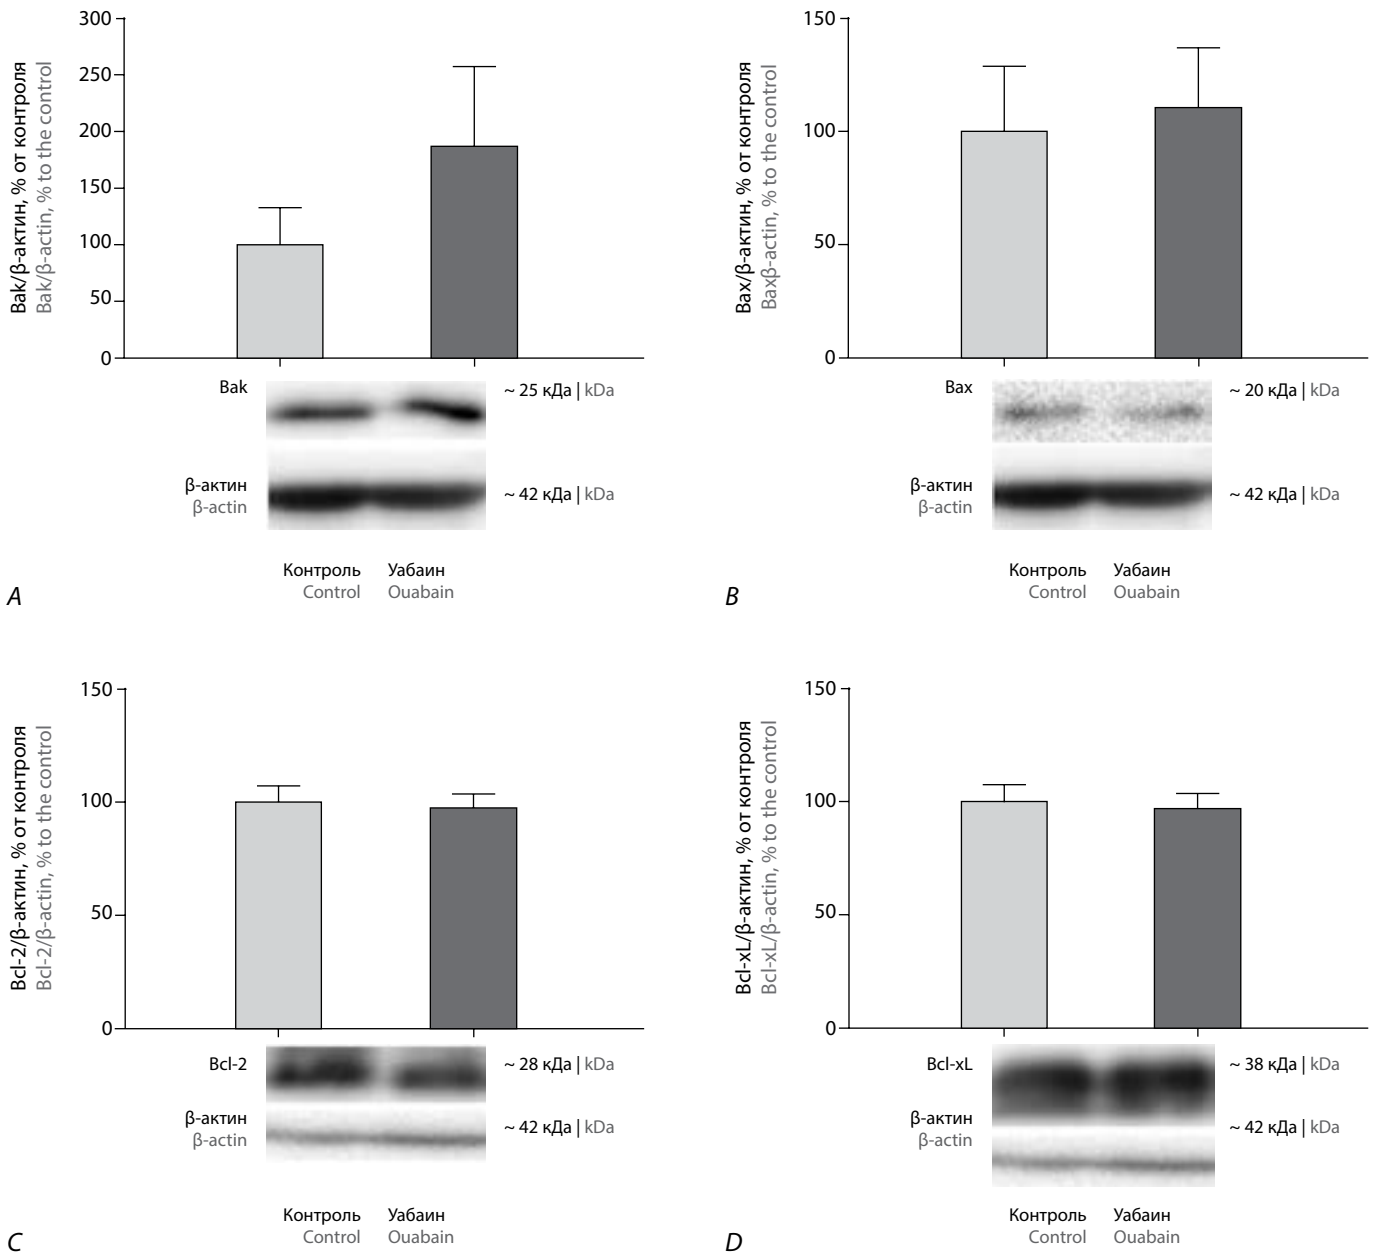 Bak/β-актин, % от контроля
Bak/β-actin, % to the control
300
250
200
150
100
50
0
Bak
~ 25 кДа | kDa
β-актин
β-actin
~ 42 кДа | kDa
Контроль Уабаин
Control Ouabain
A
Bax/β-актин, % от контроля
Baxβ-actin, % to the control
150
100
50
0
Bax
~ 20 кДа | kDa
β-актин
β-actin
~ 42 кДа | kDa
Контроль Уабаин
Control Ouabain
B
Bcl-2/β-актин, % от контроля
Bcl-2/β-actin, % to the control
150
100
50
0
Bcl-2
~ 28 кДа | kDa
β-актин
β-actin
~ 42 кДа | kDa
Контроль Уабаин
Control Ouabain
C
Bcl-xL/β-актин, % от контроля
Bcl-xL/β-actin, % to the control
150
100
50
0
Bcl-xL
~ 38 кДа | kDa
β-актин
β-actin
~ 42 кДа | kDa
Контроль Уабаин
Control Ouabain
D